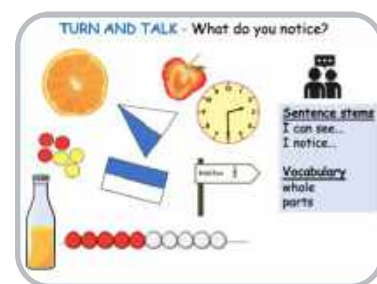 TURN AND TALK - What do you notice?
Sentence stems
I can see...
I notice...
Vocabulary
whole
parts